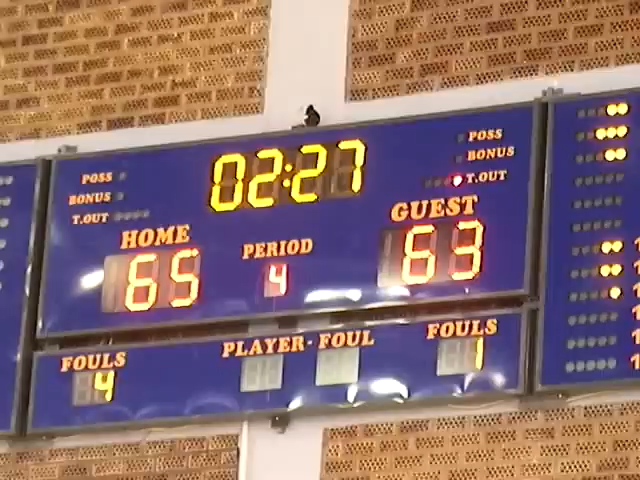 POSS
BONUS
T.OUT
02:27
POSS
BONUS
T.OUT
HOME
65
PERIOD
4
GUEST
63
FOULS
4
PLAYER-FOUL
FOULS
1